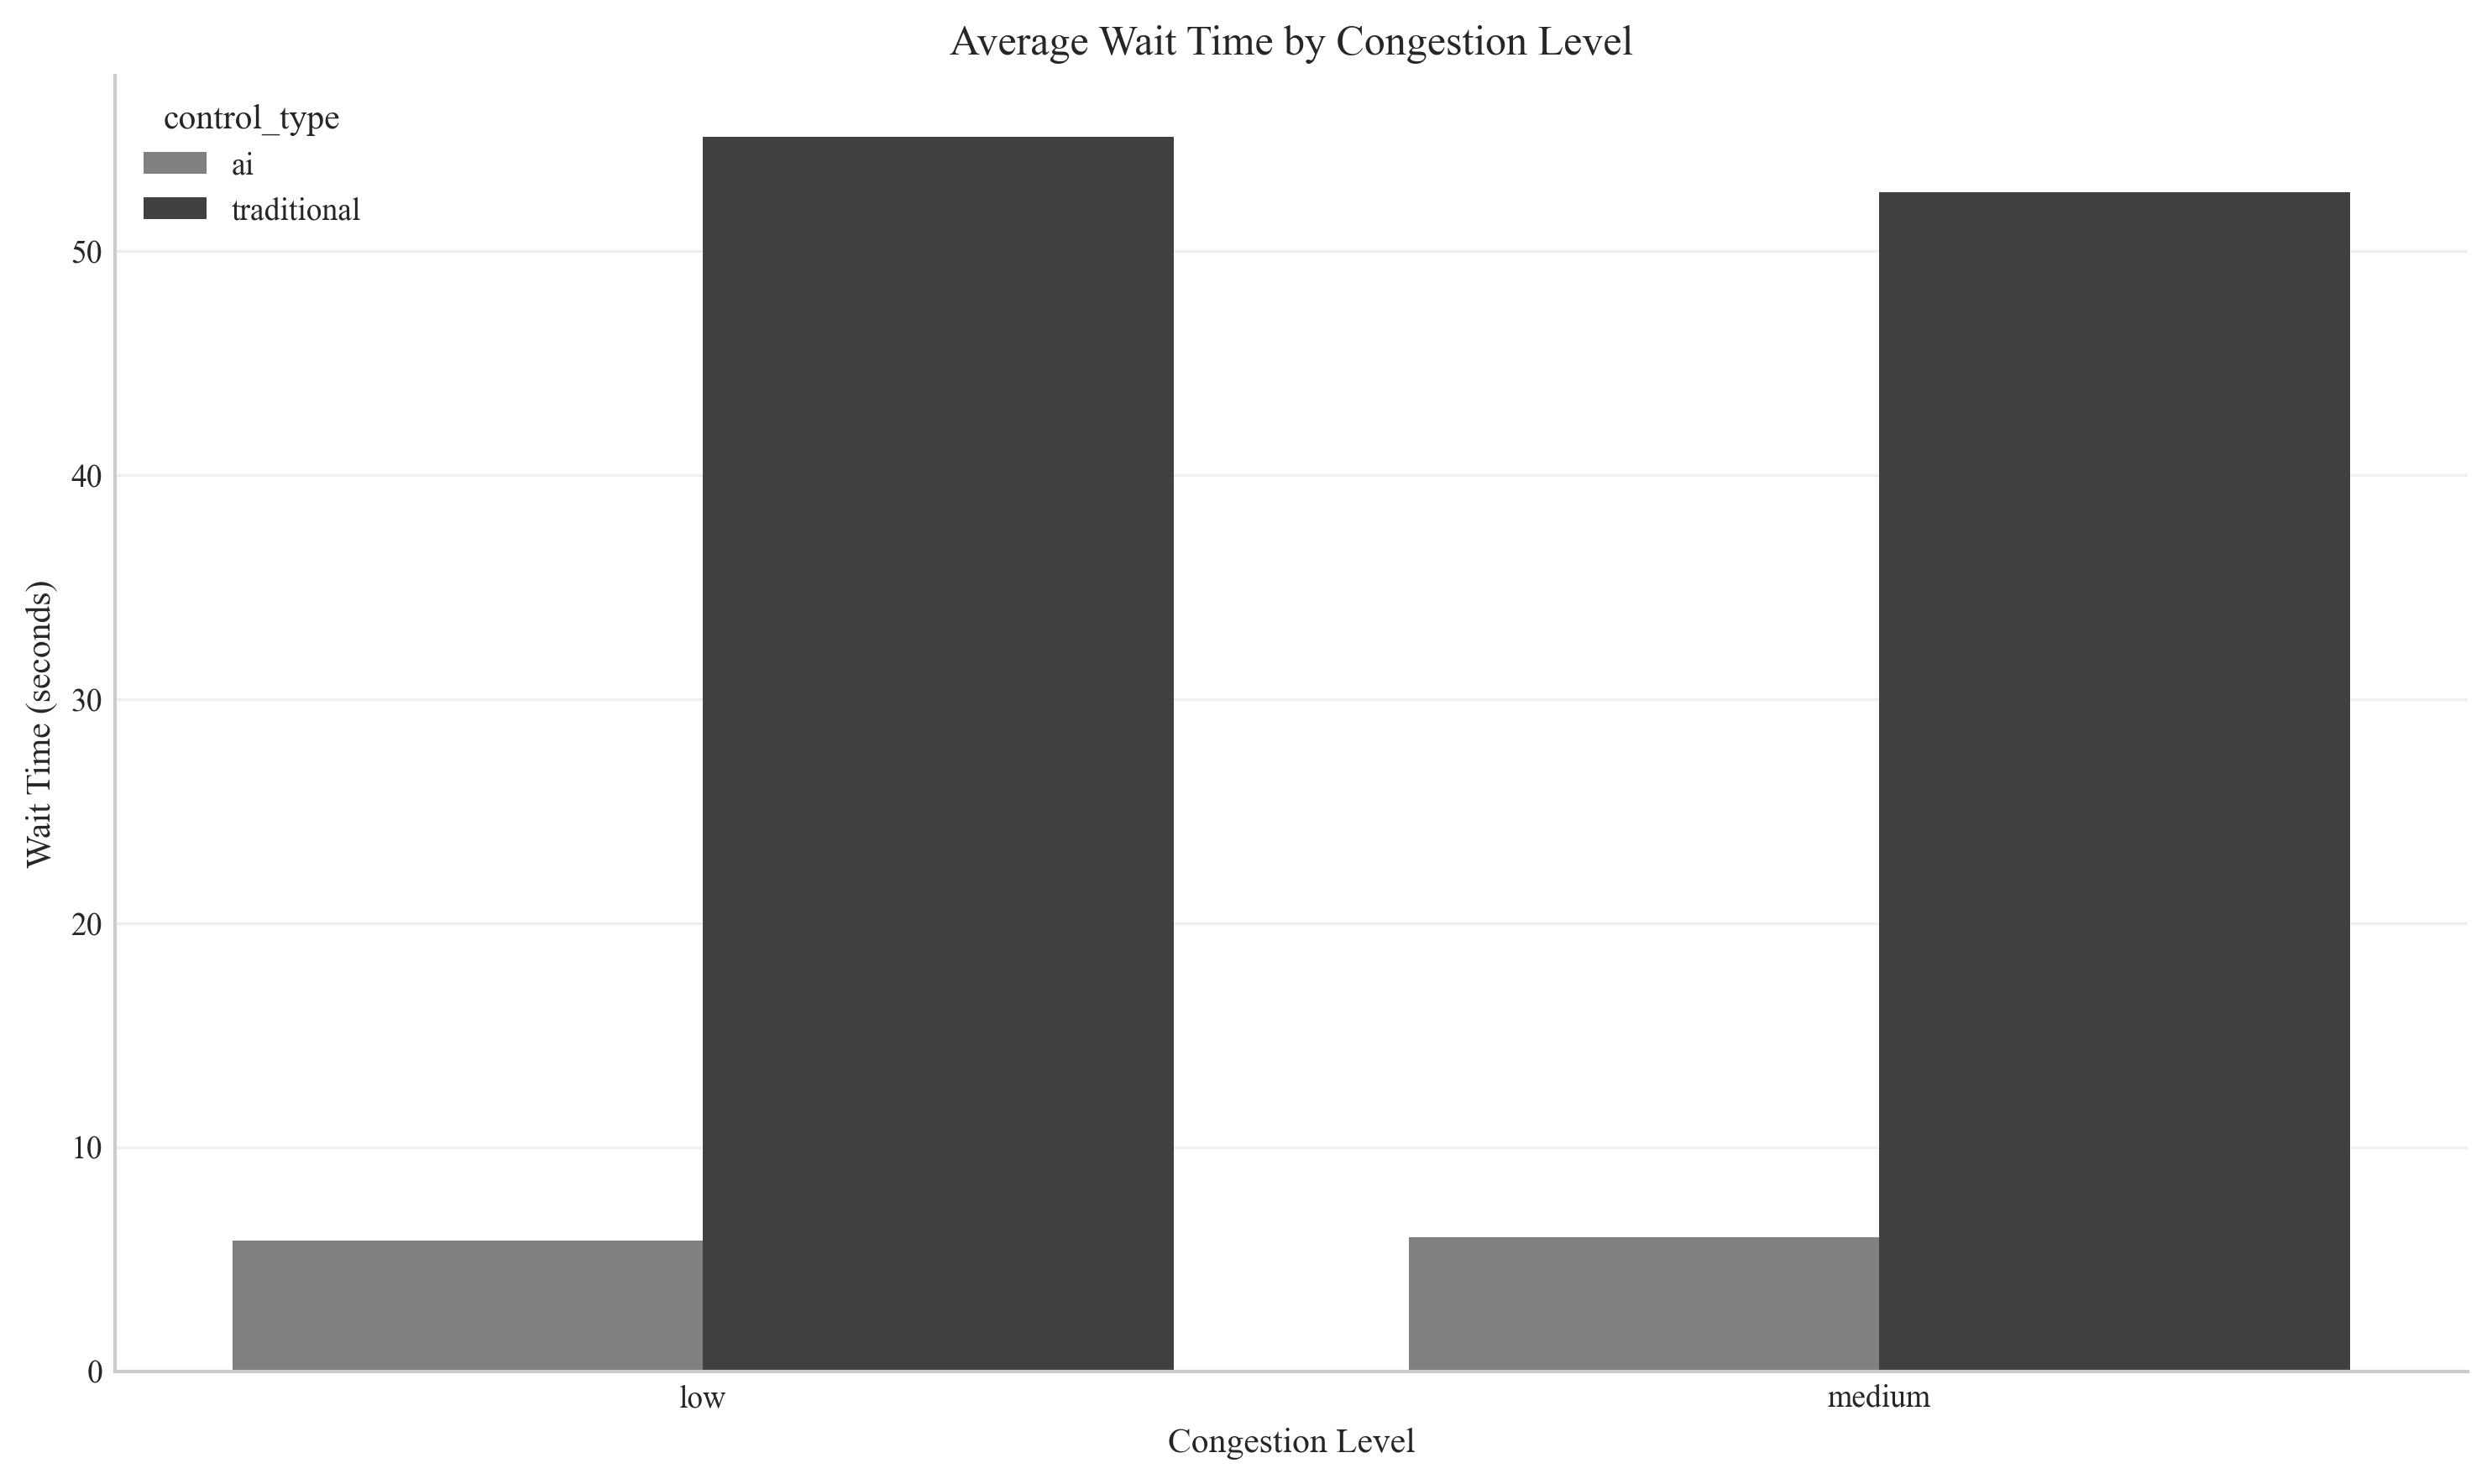 Average Wait Time by Congestion Level
control_type
ai
traditional
50
40
30
20
10
0
Wait Time (seconds)
low
medium
Congestion Level